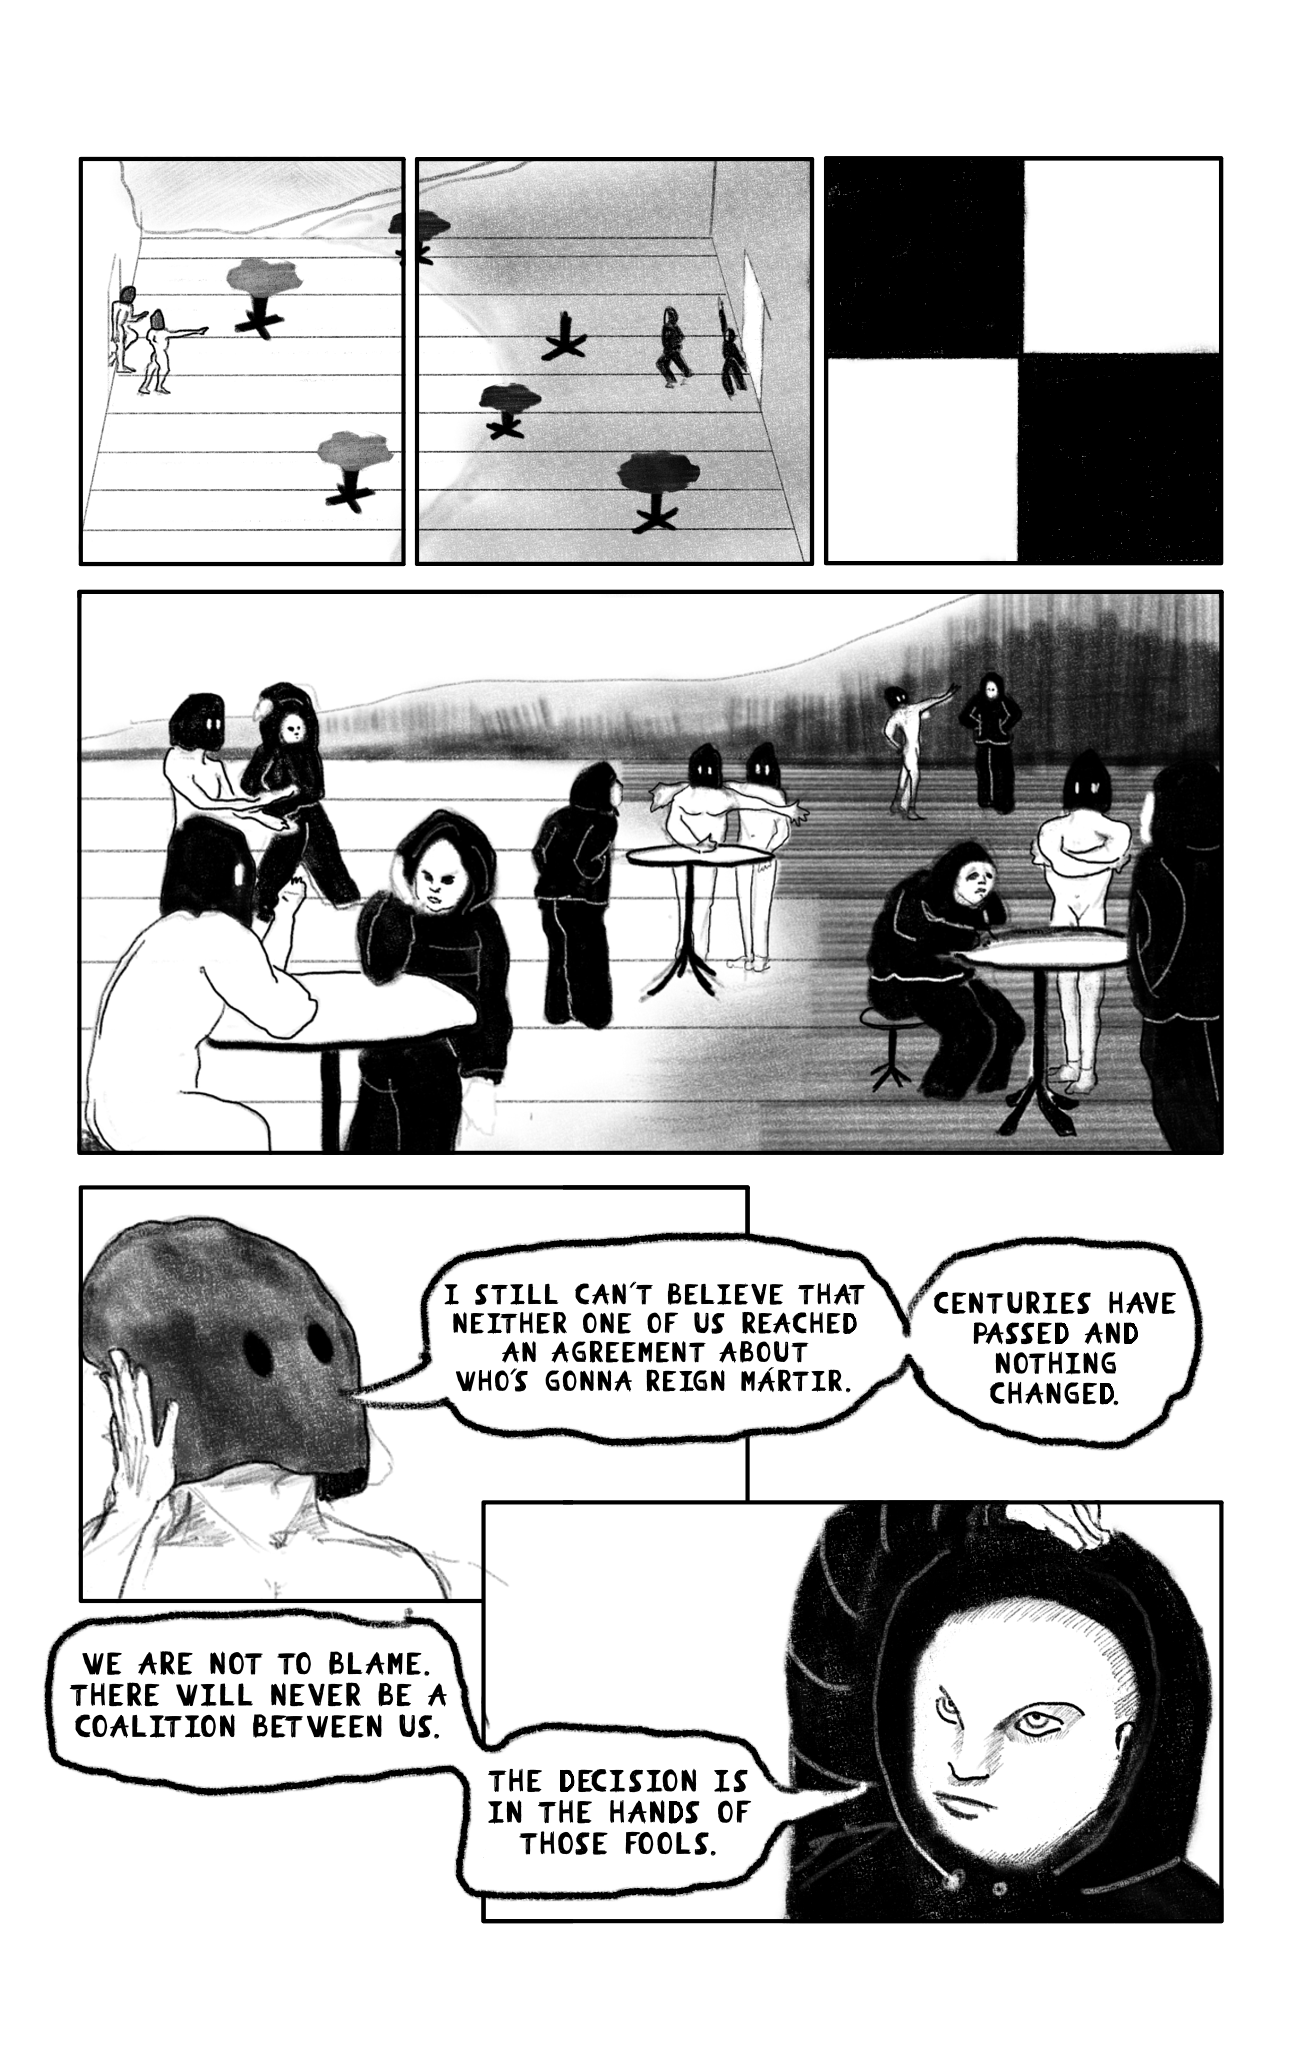 I STILL CAN'T BELIEVE THAT
NEITHER ONE OF US REACHED
AN AGREEMENT ABOUT
WHO'S GONNA REIGN MARTIR.
CENTURIES HAVE
PASSED AND
NOTHING
CHANGED.
WE ARE NOT TO BLAME.
THERE WILL NEVER BE A
COALITION BETWEEN US.
THE DECISION IS
IN THE HANDS OF
THOSE FOOLS.